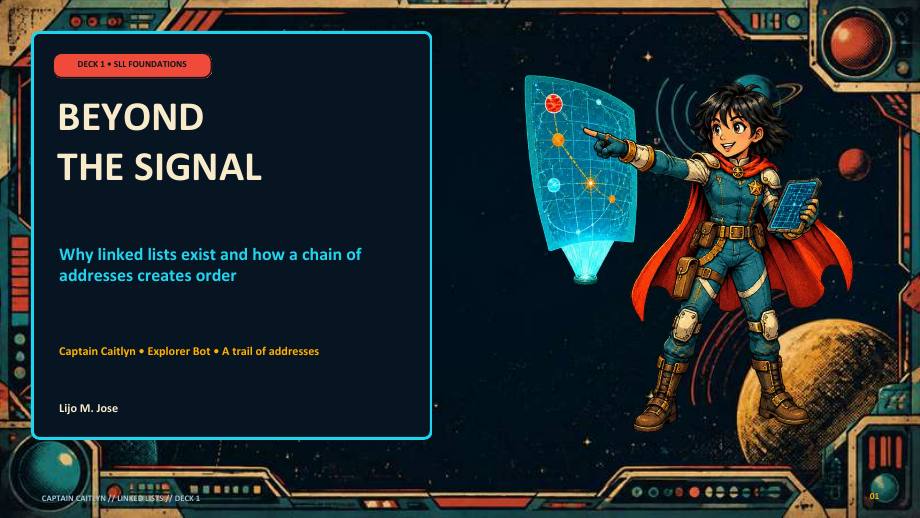 DECK 1 • SLL FOUNDATIONS
BEYOND
THE SIGNAL
Why linked lists exist and how a chain of
addresses creates order
Captain Caitlyn • Explorer Bot • A trail of addresses
Lijo M. Jose
CAPTAIN CAITLYN // LINKED LISTS // DECK 1
01